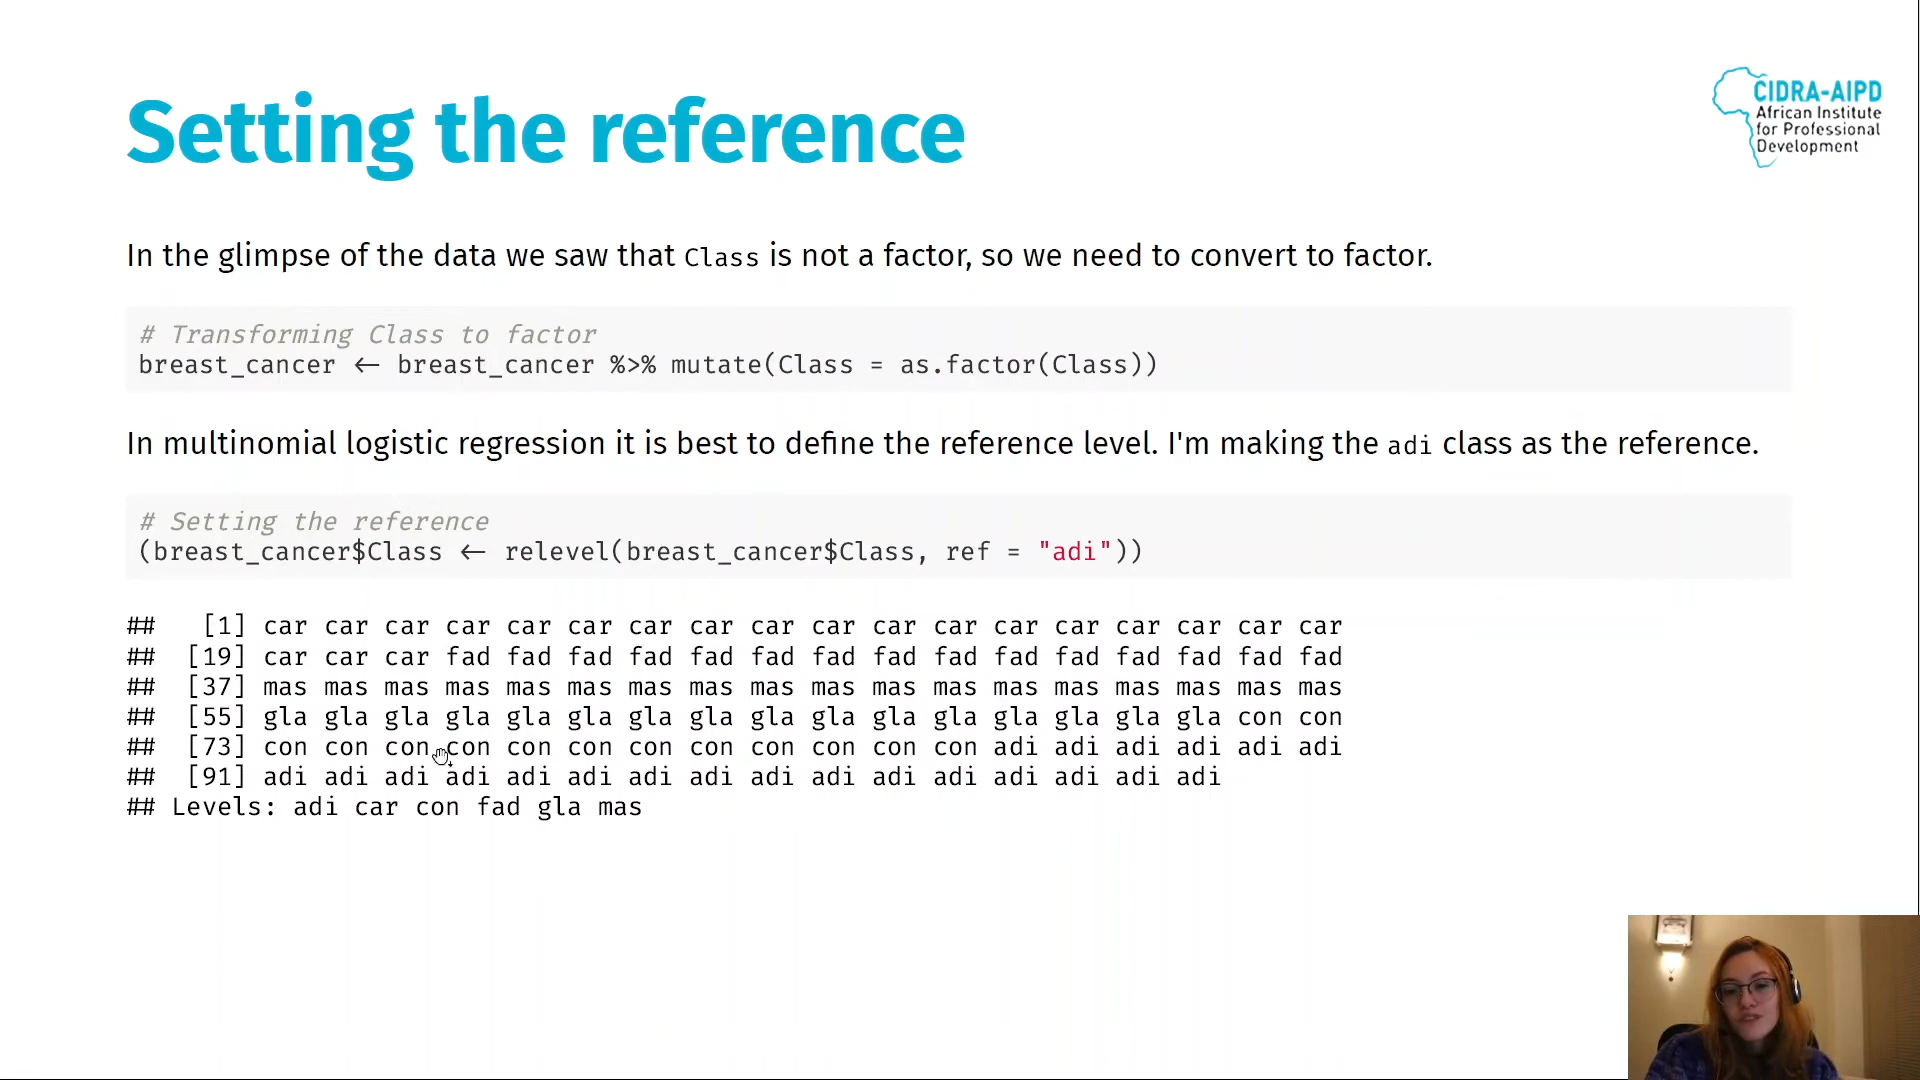 Setting the reference
CIDRA-AIPD
African Institute
for Professional
Development
In the glimpse of the data we saw that Class is not a factor, so we need to convert to factor.
# Transforming Class to factor
breast_cancer <- breast_cancer %>% mutate(Class = as.factor(Class))
In multinomial logistic regression it is best to define the reference level. I'm making the adi class as the reference.
# Setting the reference
(breast_cancer$Class <- relevel(breast_cancer$Class, ref = "adi"))
## [1] car car car car car car car car car car car car car car car car car car
## [19] car car car fad fad fad fad fad fad fad fad fad fad fad fad fad fad fad
## [37] mas mas mas mas mas mas mas mas mas mas mas mas mas mas mas mas mas mas
## [55] gla gla gla gla gla gla gla gla gla gla gla gla gla gla gla gla con con
## [73] con con con con con con con con con con con con adi adi adi adi adi adi
## [91] adi adi adi adi adi adi adi adi adi adi adi adi adi adi adi adi
## Levels: adi car con fad gla mas